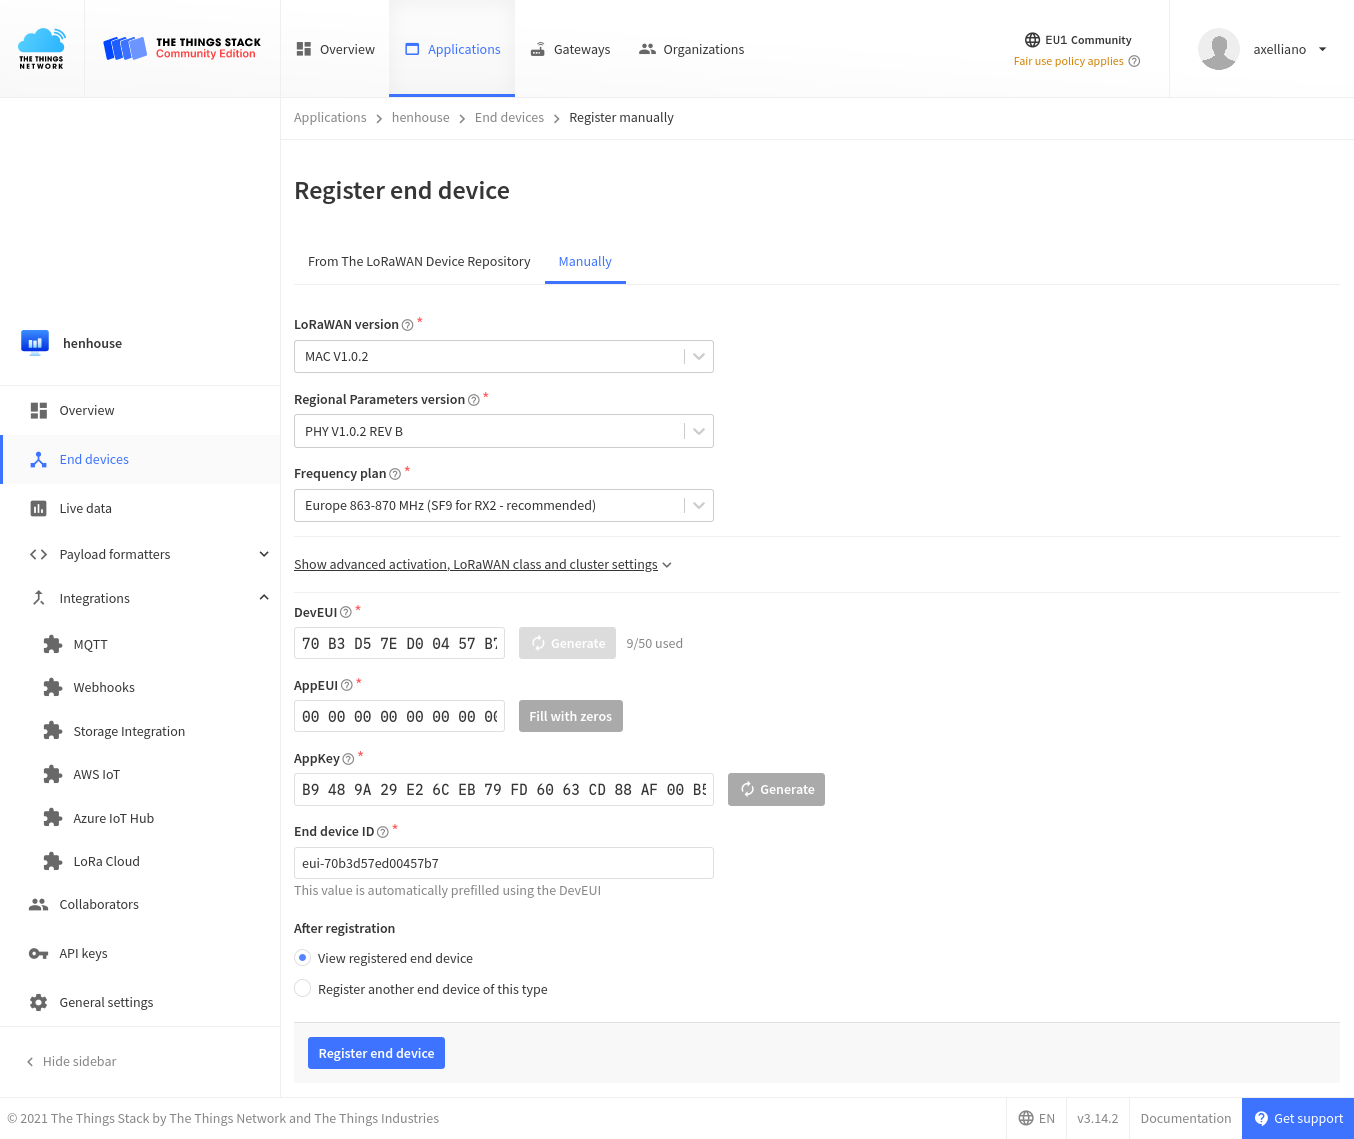 THE THINGS
NETWORK
THE THINGS STACK
Community Edition
Overview
Applications
Gateways
Organizations
EU1 Community
Fair use policy applies
axelliano
Applications
henhouse
End devices
Register manually
henhouse
Overview
End devices
Live data
Payload formatters
Integrations
MQTT
Webhooks
Storage Integration
AWS IoT
Azure IoT Hub
LoRa Cloud
Collaborators
API keys
General settings
Hide sidebar
Register end device
From The LoRaWAN Device Repository
Manually
LoRaWAN version *
MAC V1.0.2
Regional Parameters version *
PHY V1.0.2 REV B
Frequency plan *
Europe 863-870 MHz (SF9 for RX2 - recommended)
Show advanced activation, LoRaWAN class and cluster settings
DevEUI *
70 B3 D5 7E D0 04 57 B7
Generate
9/50 used
AppEUI *
00 00 00 00 00 00 00 00
Fill with zeros
AppKey *
B9 48 9A 29 E2 6C EB 79 FD 60 63 CD 88 AF 00 B5
Generate
End device ID *
eui-70b3d57ed00457b7
This value is automatically prefilled using the DevEUI
After registration
View registered end device
Register another end device of this type
Register end device
© 2021 The Things Stack by The Things Network and The Things Industries
EN
v3.14.2
Documentation
Get support